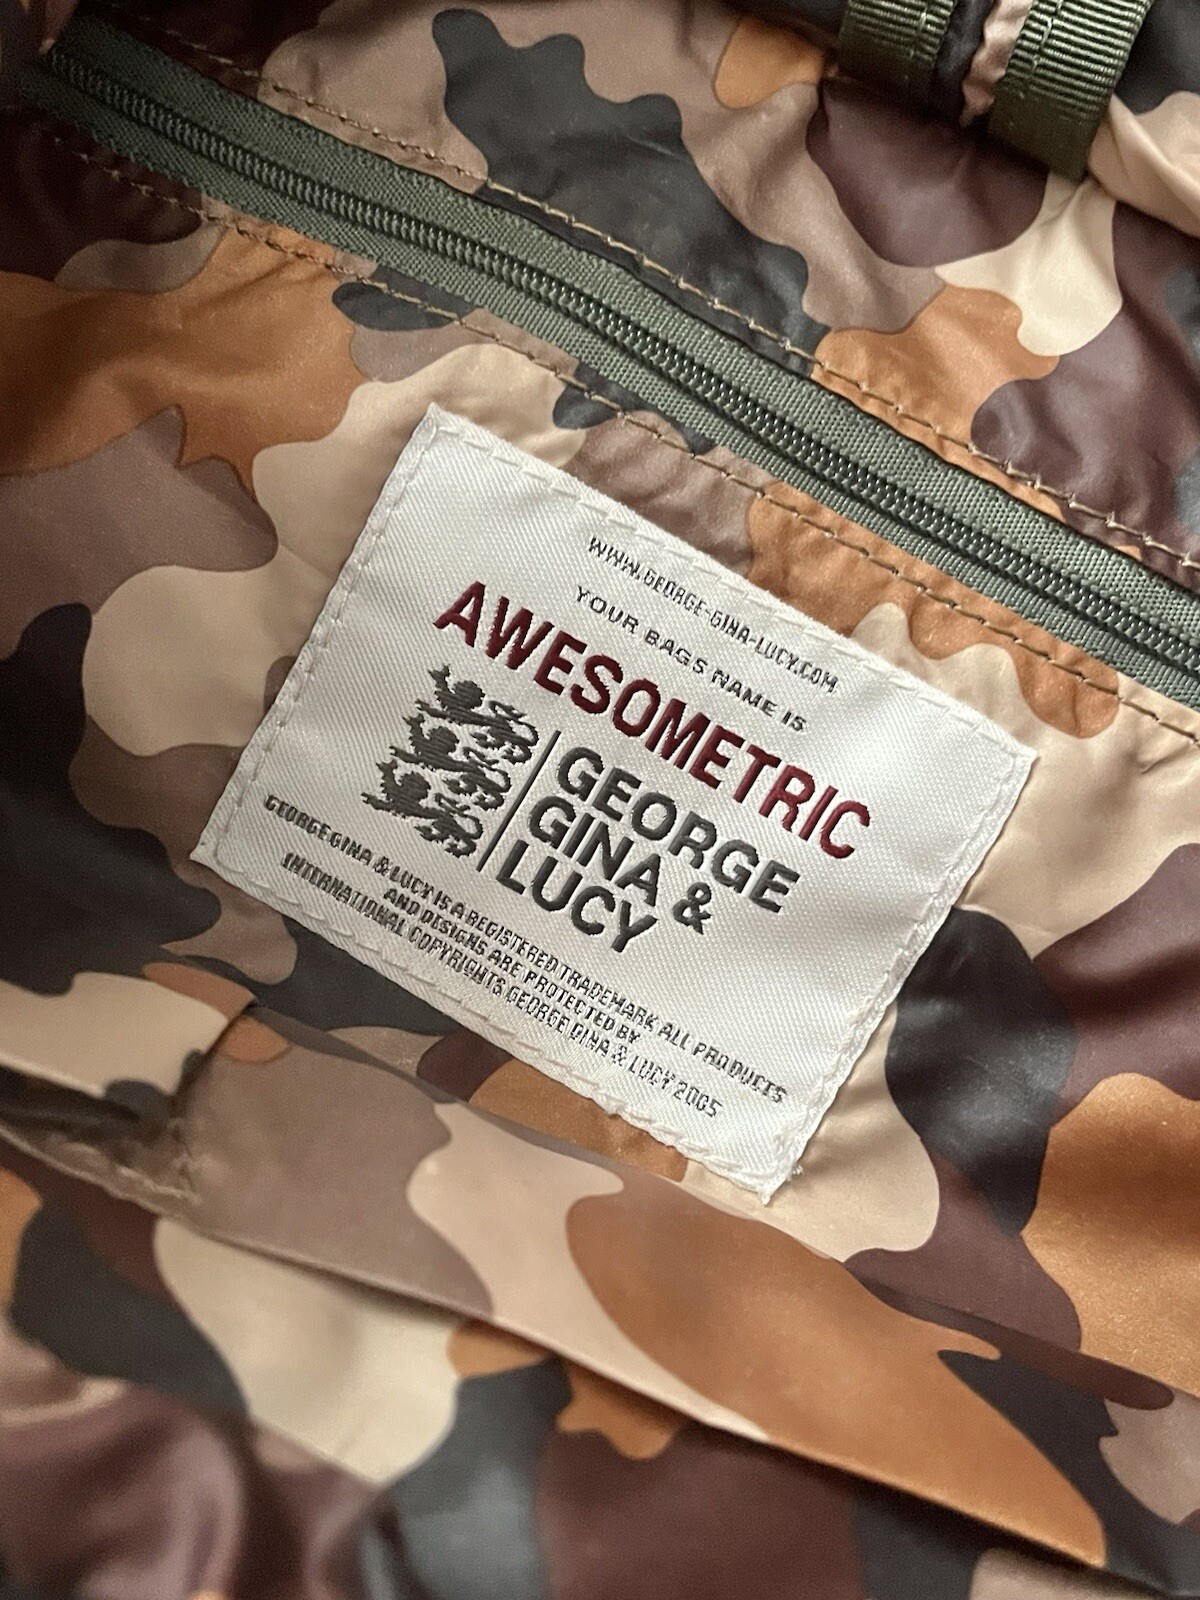 WWW.GEORGE-GINA-LUCY.COM
YOUR BAGS NAME IS
AWESOMETRIC
GEORGE
GINA &
LUCY
GEORGE GINA & LUCY IS A REGISTERED TRADEMARK ALL PRODUCTS
AND DESIGNS ARE PROTECTED BY
INTERNATIONAL COPYRIGHTS GEORGE GINA & LUCY 2005